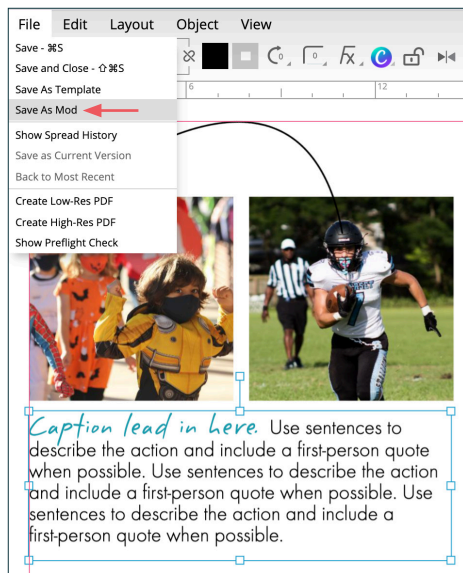 File Edit Layout Object View
Save - ⌘S
Save and Close - ⇧⌘S
Save As Template
Save As Mod
Show Spread History
Save as Current Version
Back to Most Recent
Create Low-Res PDF
Create High-Res PDF
Show Preflight Check
0 0 fx C
6 12
7
Caption lead in here. Use sentences to
describe the action and include a first-person quote
when possible. Use sentences to describe the action
and include a first-person quote when possible. Use
sentences to describe the action and include a
first-person quote when possible.